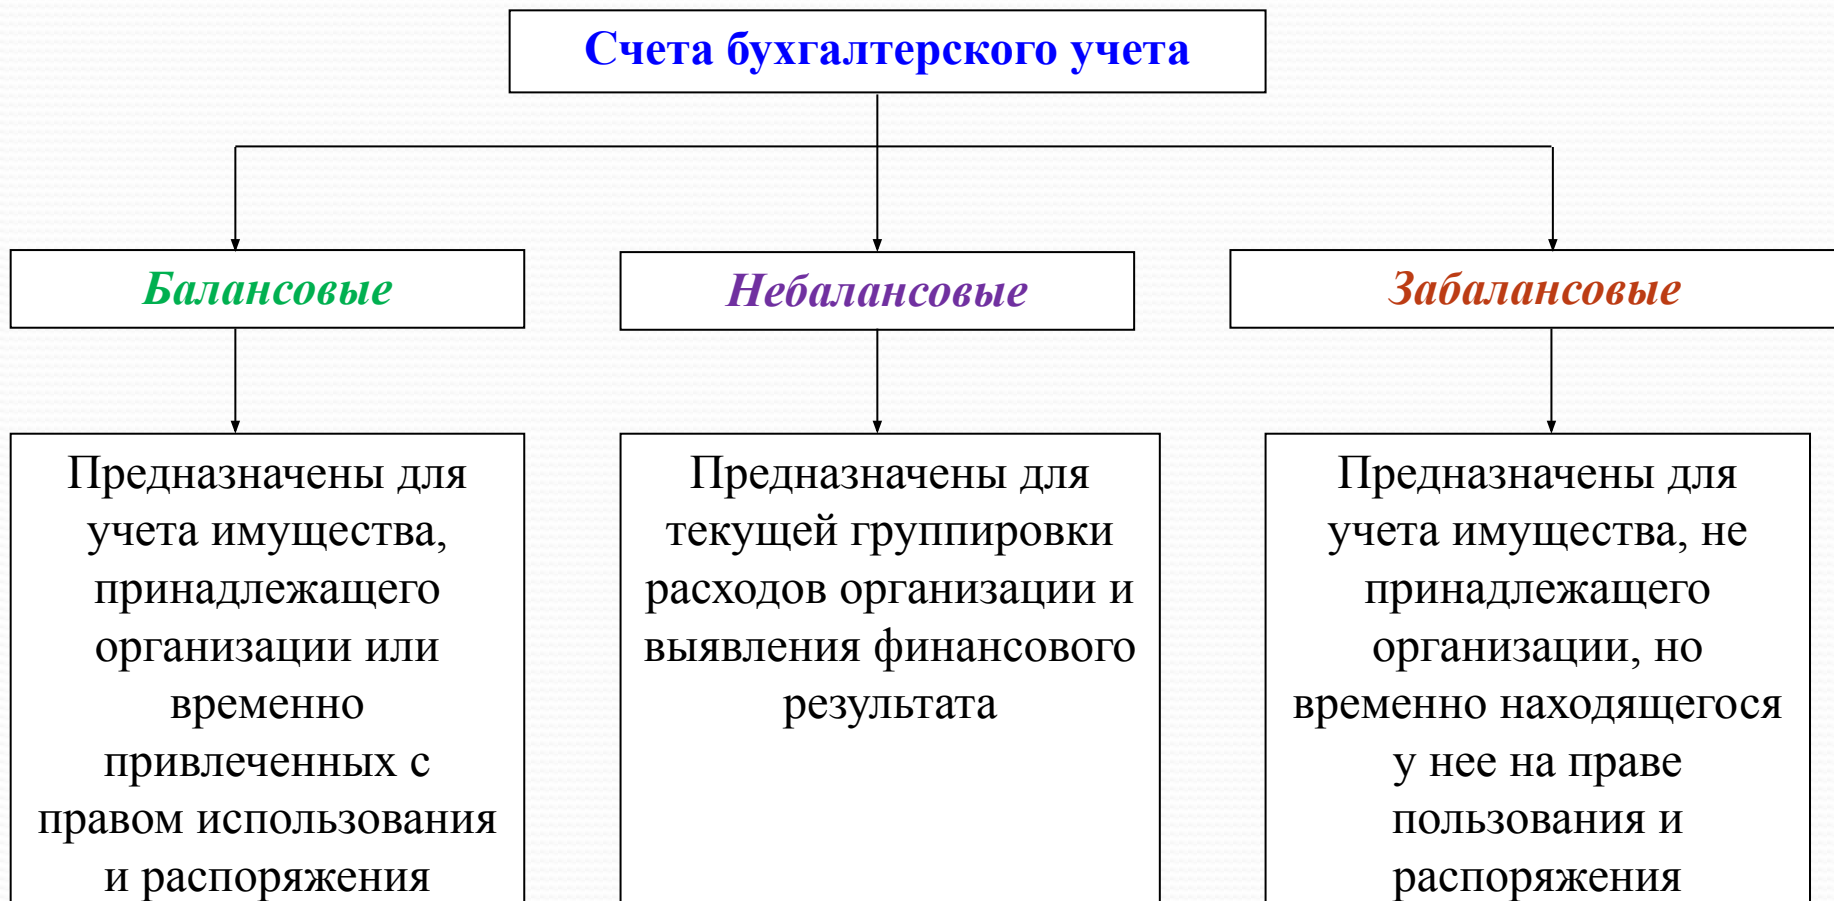 Счета бухгалтерского учета
Балансовые
Небалансовые
Забалансовые
Предназначены для
учета имущества,
принадлежащего
организации или
временно
привлеченных с
правом использования
и распоряжения
Предназначены для
текущей группировки
расходов организации и
выявления финансового
результата
Предназначены для
учета имущества, не
принадлежащего
организации, но
временно находящегося
у нее на праве
пользования и
распоряжения